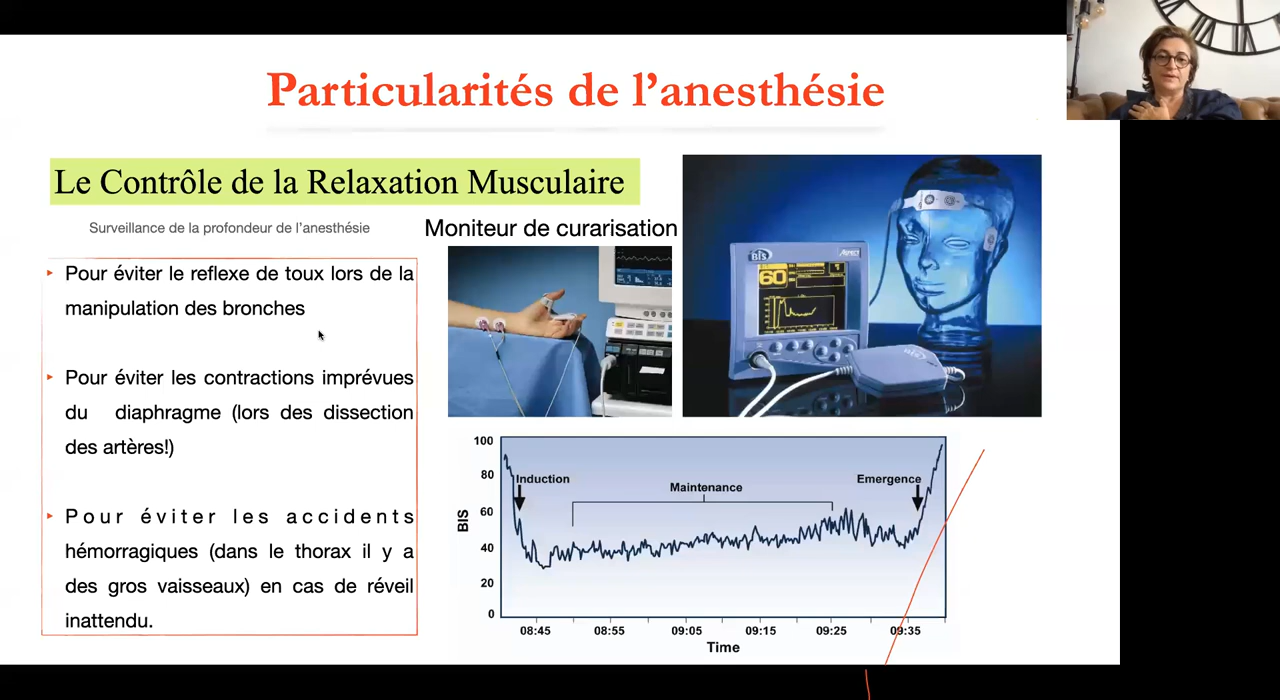 Particularités de l’anesthésie
Le Contrôle de la Relaxation Musculaire
Surveillance de la profondeur de l’anesthésie
Moniteur de curarisation
Pour éviter le reflexe de toux lors de la
manipulation des bronches
Pour éviter les contractions imprévues
du diaphragme (lors des dissection
des artères!)
Pour éviter les accidents
hémorragiques (dans le thorax il y a
des gros vaisseaux) en cas de réveil
inattendu.
BIS
ASPECT
60
BIS
100
80
60
40
20
0
BIS
Induction
Maintenance
Emergence
08:45
08:55
09:05
09:15
09:25
09:35
Time